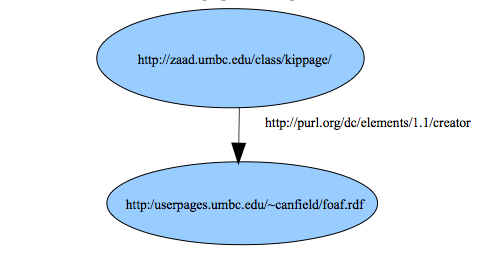 http://zaad.umbc.edu/class/kippage/
http://purl.org/dc/elements/1.1/creator
http:/userpages.umbc.edu/~canfield/foaf.rdf